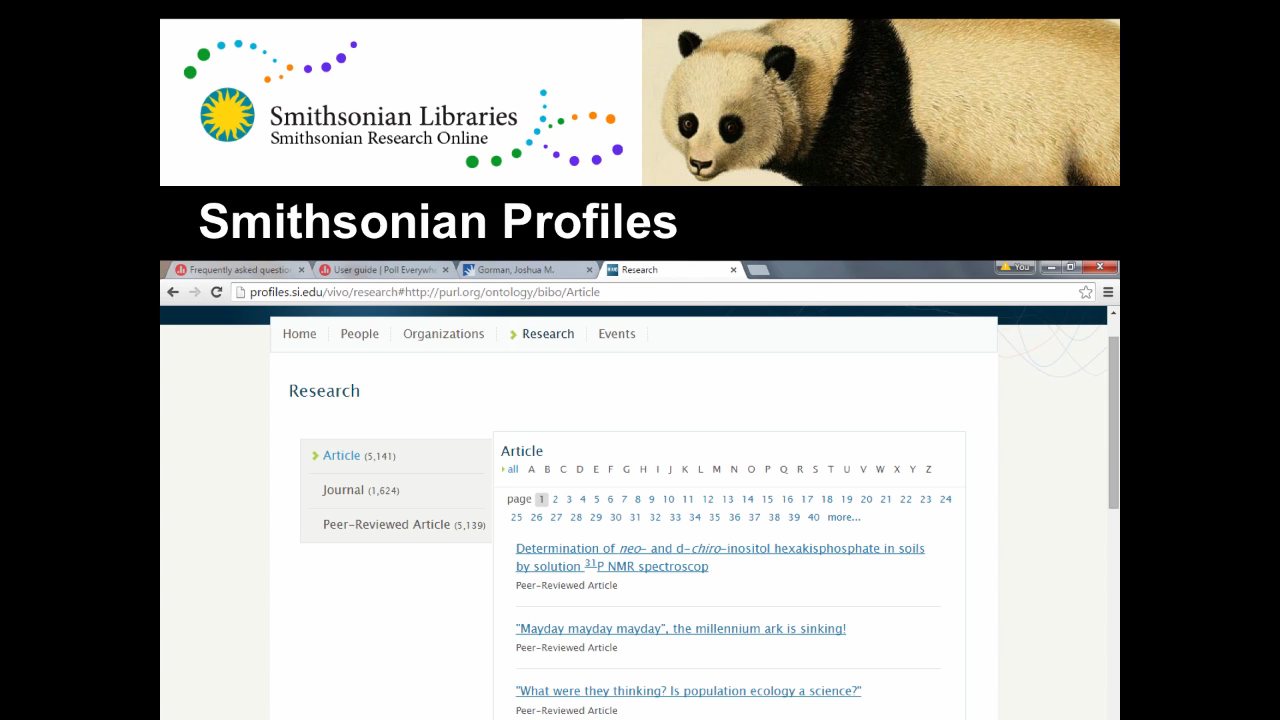 Smithsonian Libraries
Smithsonian Research Online
Smithsonian Profiles
Frequently asked questio
User guide | Poll Everywh
Gorman, Joshua M.
Research
You
profiles.si.edu/vivo/research#http://purl.org/ontology/bibo/Article
Home People Organizations Research Events
Research
Article (5,141)
Journal (1,624)
Peer-Reviewed Article (5,139)
Article
all A B C D E F G H I J K L M N O P Q R S T U V W X Y Z
page 1 2 3 4 5 6 7 8 9 10 11 12 13 14 15 16 17 18 19 20 21 22 23 24
25 26 27 28 29 30 31 32 33 34 35 36 37 38 39 40 more...
Determination of neo- and d-chiro-inositol hexakisphosphate in soils
by solution 31P NMR spectroscop
Peer-Reviewed Article
"Mayday mayday mayday", the millennium ark is sinking!
Peer-Reviewed Article
"What were they thinking? Is population ecology a science?"
Peer-Reviewed Article